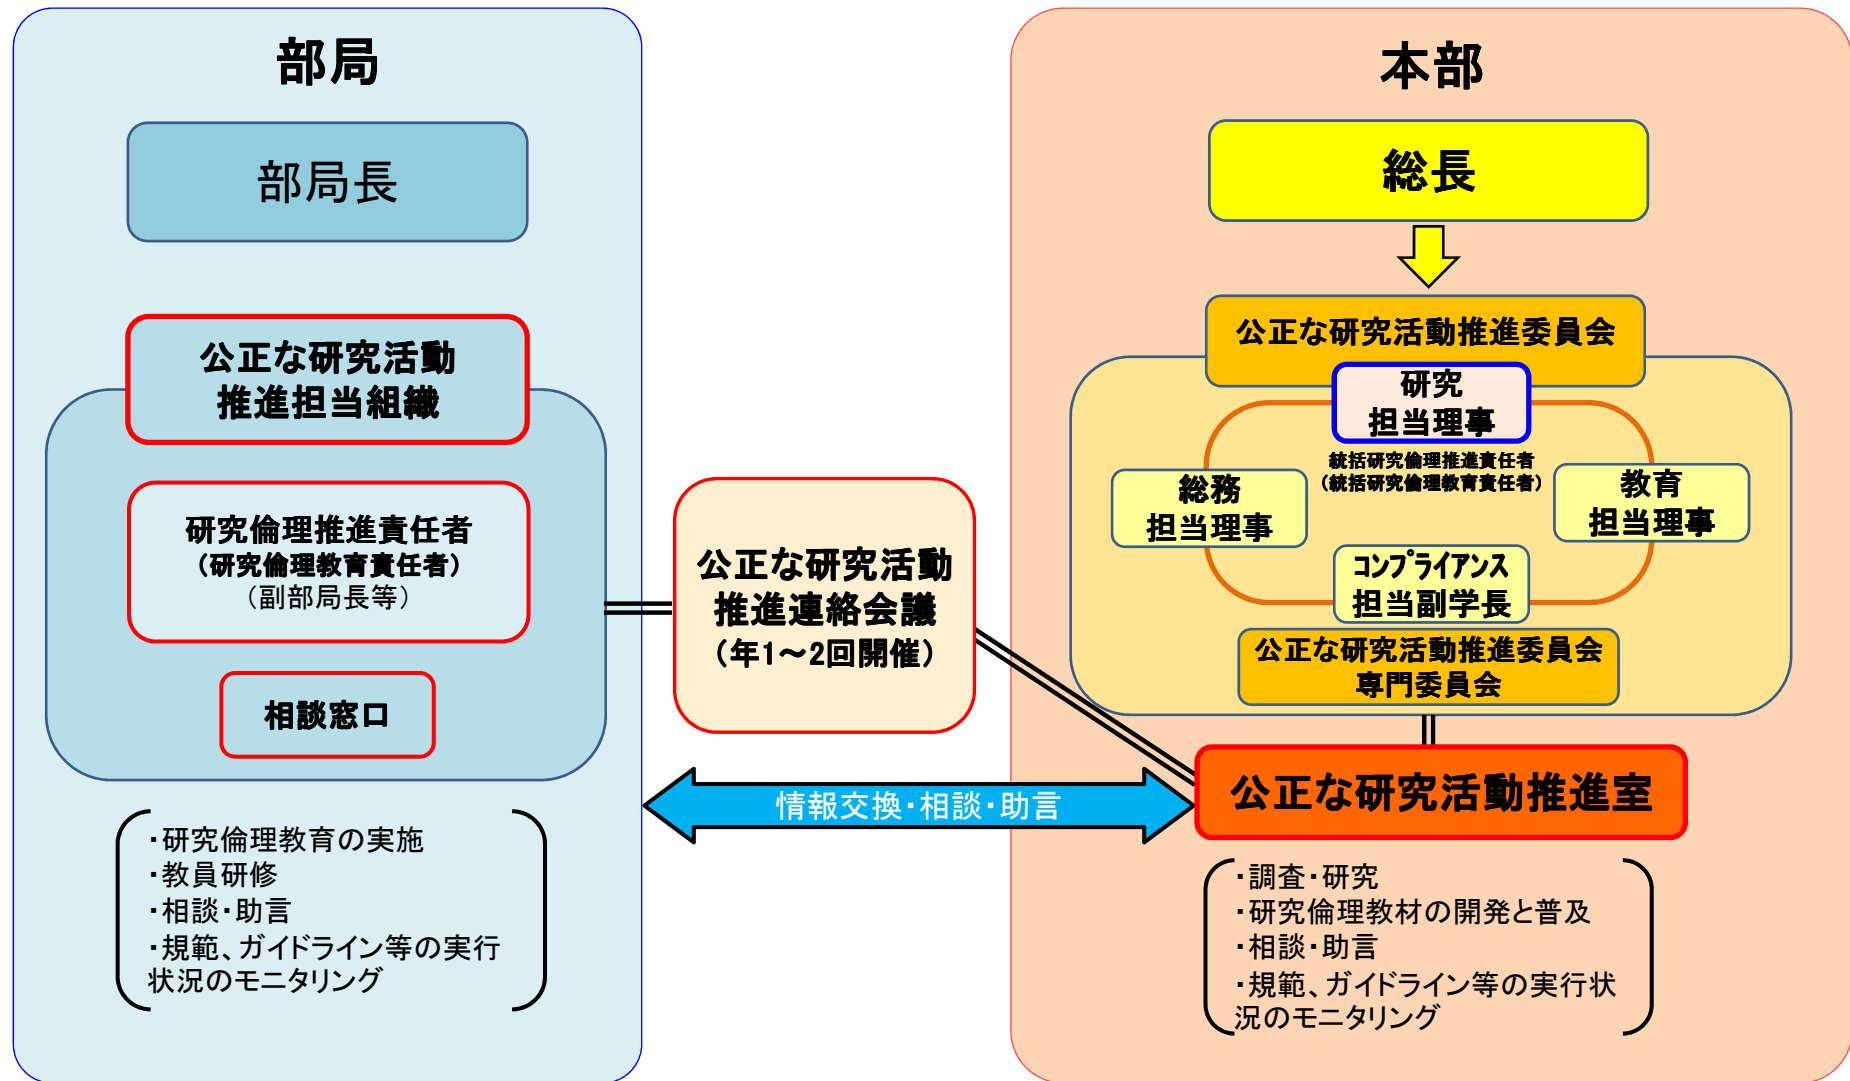 部局
部局長
公正な研究活動
推進担当組織
研究倫理推進責任者
（研究倫理教育責任者）
（副部局長等）
相談窓口
・研究倫理教育の実施
・教員研修
・相談・助言
・規範、ガイドライン等の実行
状況のモニタリング
公正な研究活動
推進連絡会議
（年1～2回開催）
情報交換・相談・助言
本部
総長
公正な研究活動推進委員会
研究
担当理事
統括研究倫理推進責任者
（統括研究倫理教育責任者）
総務
担当理事
教育
担当理事
コンプライアンス
担当副学長
公正な研究活動推進委員会
専門委員会
公正な研究活動推進室
・調査・研究
・研究倫理教材の開発と普及
・相談・助言
・規範、ガイドライン等の実行状
況のモニタリング